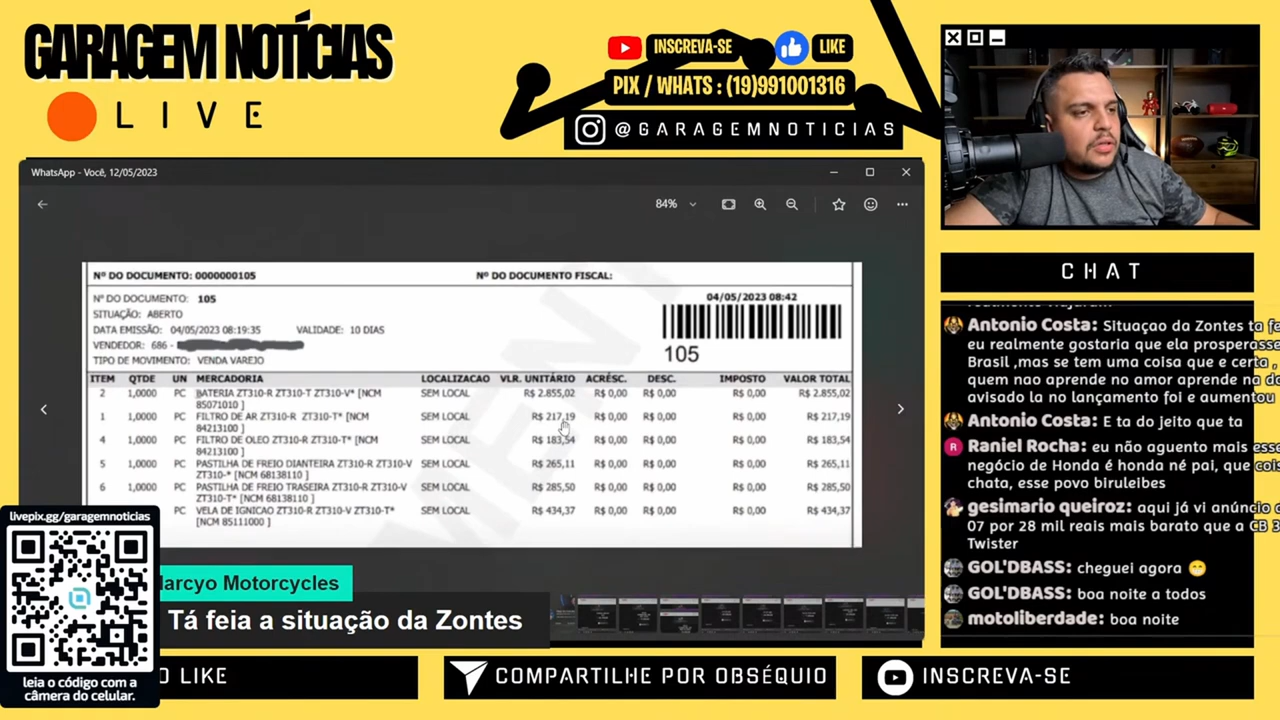 GARAGEM NOTÍCIAS
LIVE
INSCREVA-SE
LIKE
PIX / WHATS : (19)991001316
@GARAGEMNOTICIAS
WhatsApp - Você, 12/05/2023
84%
Nº DO DOCUMENTO: 0000000105
Nº DO DOCUMENTO FISCAL:
Nº DO DOCUMENTO: 105
04/05/2023 08:42
SITUAÇÃO: ABERTO
DATA EMISSÃO: 04/05/2023 08:19:35 VALIDADE: 10 DIAS
VENDEDOR: 686 -
TIPO DE MOVIMENTO: VENDA VAREJO
105
ITEM QTDE UN MERCADORIA LOCALIZACAO VLR. UNITÁRIO ACRÉSC. DESC. IMPOSTO VALOR TOTAL
2 1,0000 PC BATERIA ZT310-R ZT310-T ZT310-V* [NCM SEM LOCAL R$ 2.855,02 R$ 0,00 R$ 0,00 R$ 0,00 R$ 2.855,02
85071010 ]
1 1,0000 PC FILTRO DE AR ZT310-R ZT310-T* [NCM SEM LOCAL R$ 217,19 R$ 0,00 R$ 0,00 R$ 0,00 R$ 217,19
84213100 ]
4 1,0000 PC FILTRO DE OLEO ZT310-R ZT310-T* [NCM SEM LOCAL R$ 183,54 R$ 0,00 R$ 0,00 R$ 0,00 R$ 183,54
84213100 ]
5 1,0000 PC PASTILHA DE FREIO DIANTEIRA ZT310-R ZT310-V SEM LOCAL R$ 265,11 R$ 0,00 R$ 0,00 R$ 0,00 R$ 265,11
ZT310-* [NCM 68138110 ]
6 1,0000 PC PASTILHA DE FREIO TRASEIRA ZT310-R ZT310-V SEM LOCAL R$ 285,50 R$ 0,00 R$ 0,00 R$ 0,00 R$ 285,50
ZT310-T* [NCM 68138110 ]
PC VELA DE IGNICAO ZT310-R ZT310-V ZT310-T* SEM LOCAL R$ 434,37 R$ 0,00 R$ 0,00 R$ 0,00 R$ 434,37
[NCM 85111000 ]
livepix.gg/garagemnoticias
leia o código com a
câmera do celular.
Marcyo Motorcycles
Tá feia a situação da Zontes
LIKE
COMPARTILHE POR OBSÉQUIO
INSCREVA-SE
CHAT
Antonio Costa: Situaçao da Zontes ta fe
eu realmente gostaria que ela prosperasse
Brasil ,mas se tem uma coisa que e certa ,
quem nao aprende no amor aprende na do
avisado la no lançamento foi e aumentou
Antonio Costa: E ta do jeito que ta
Raniel Rocha: eu não aguento mais esse
negócio de Honda é honda né pai, que cois
chata, esse povo biruleibes
gesimario queiroz: aqui já vi anúncio d
07 por 28 mil reais mais barato que a CB 3
Twister
GOL'DBASS: cheguei agora
GOL'DBASS: boa noite a todos
motoliberdade: boa noite